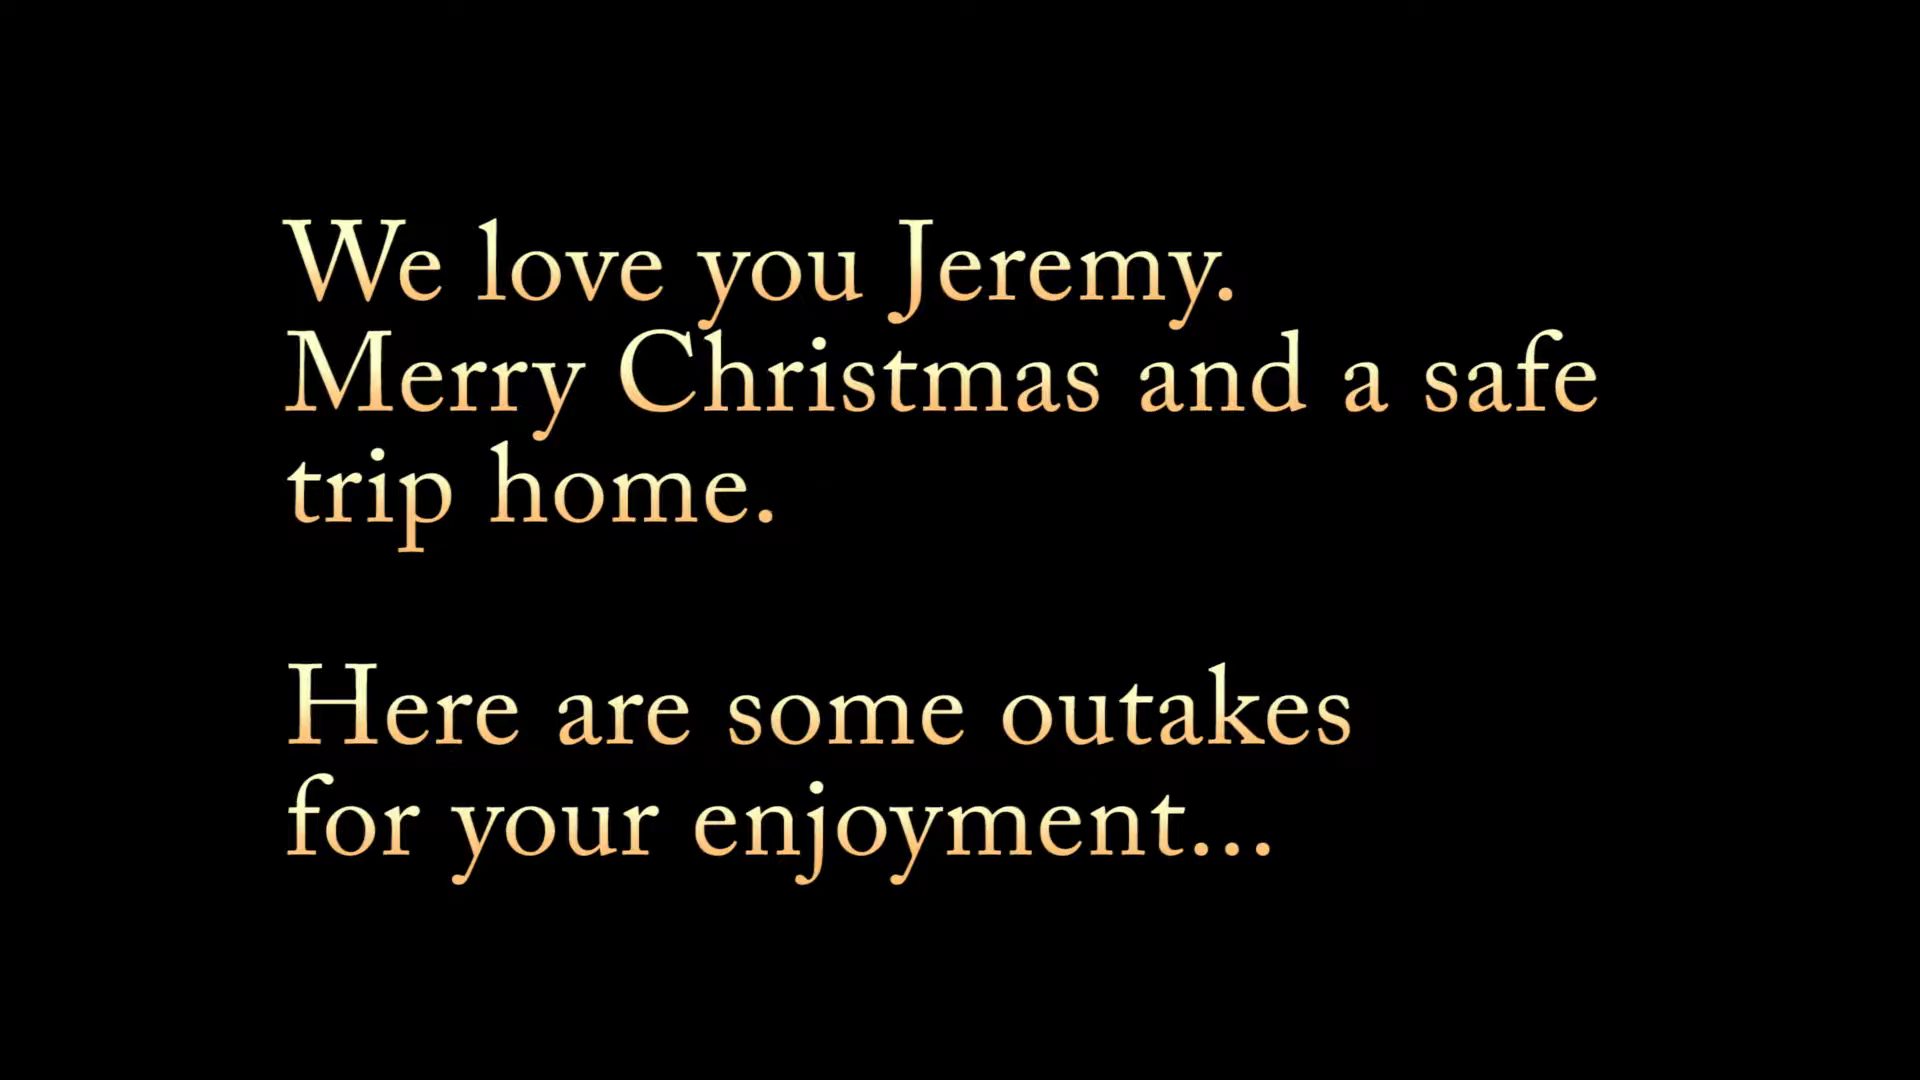 We love you Jeremy.
Merry Christmas and a safe
trip home.
Here are some outakes
for your enjoyment...